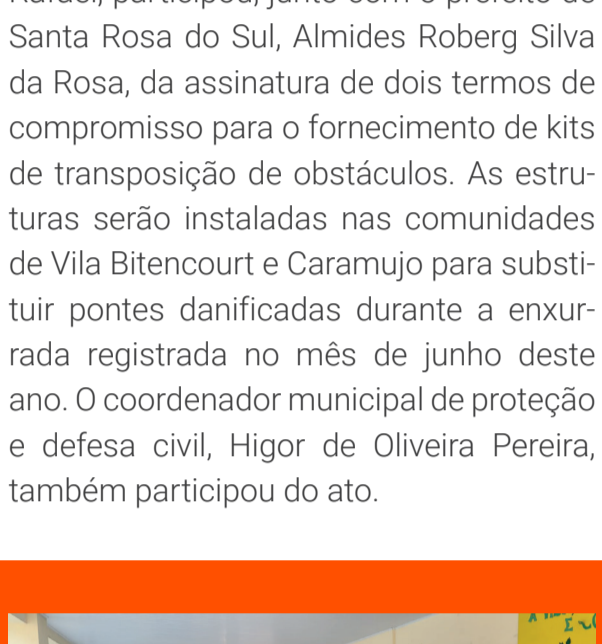 Santa Rosa do Sul, Almides Roberg Silva
da Rosa, da assinatura de dois termos de
compromisso para o fornecimento de kits
de transposição de obstáculos. As estru-
turas serão instaladas nas comunidades
de Vila Bitencourt e Caramujo para substi-
tuir pontes danificadas durante a enxur-
rada registrada no mês de junho deste
ano. O coordenador municipal de proteção
e defesa civil, Higor de Oliveira Pereira,
também participou do ato.